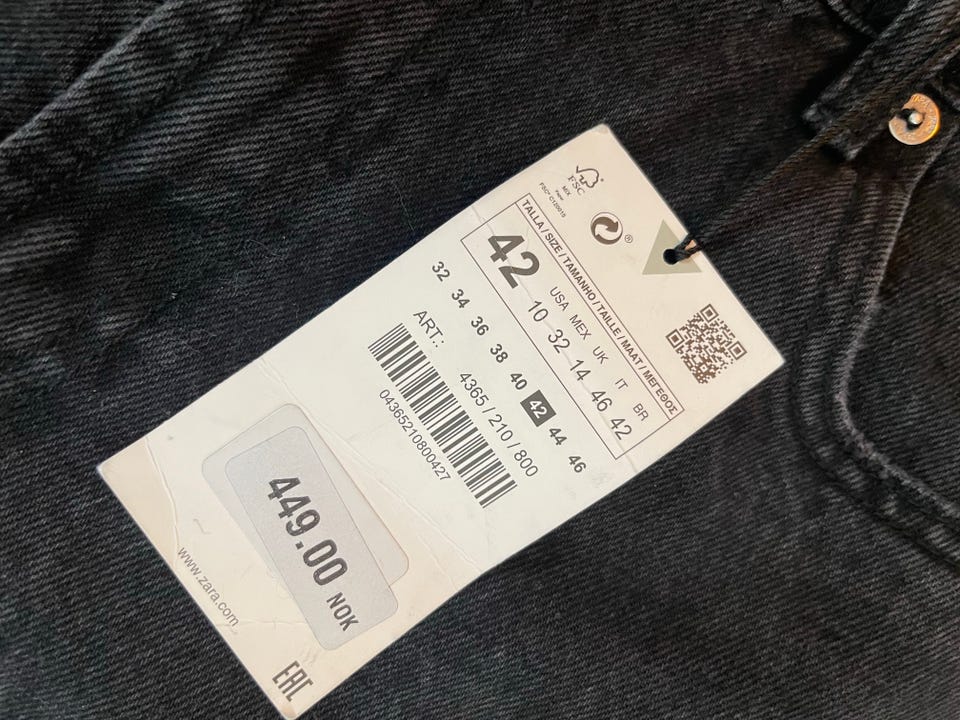 FSC
MIX
Paper
FSC® C120015
®
TALLA / SIZE / TAMANHO / TAILLE / MAAT / ΜΕΓΕΘΟΣ
42
USA MEX UK IT BR
10 32 14 46 42
32 34 36 38 40 42 44 46
ART.: 4365 / 210 / 800
04365210800427
449.00 NOK
www.zara.com
EAC